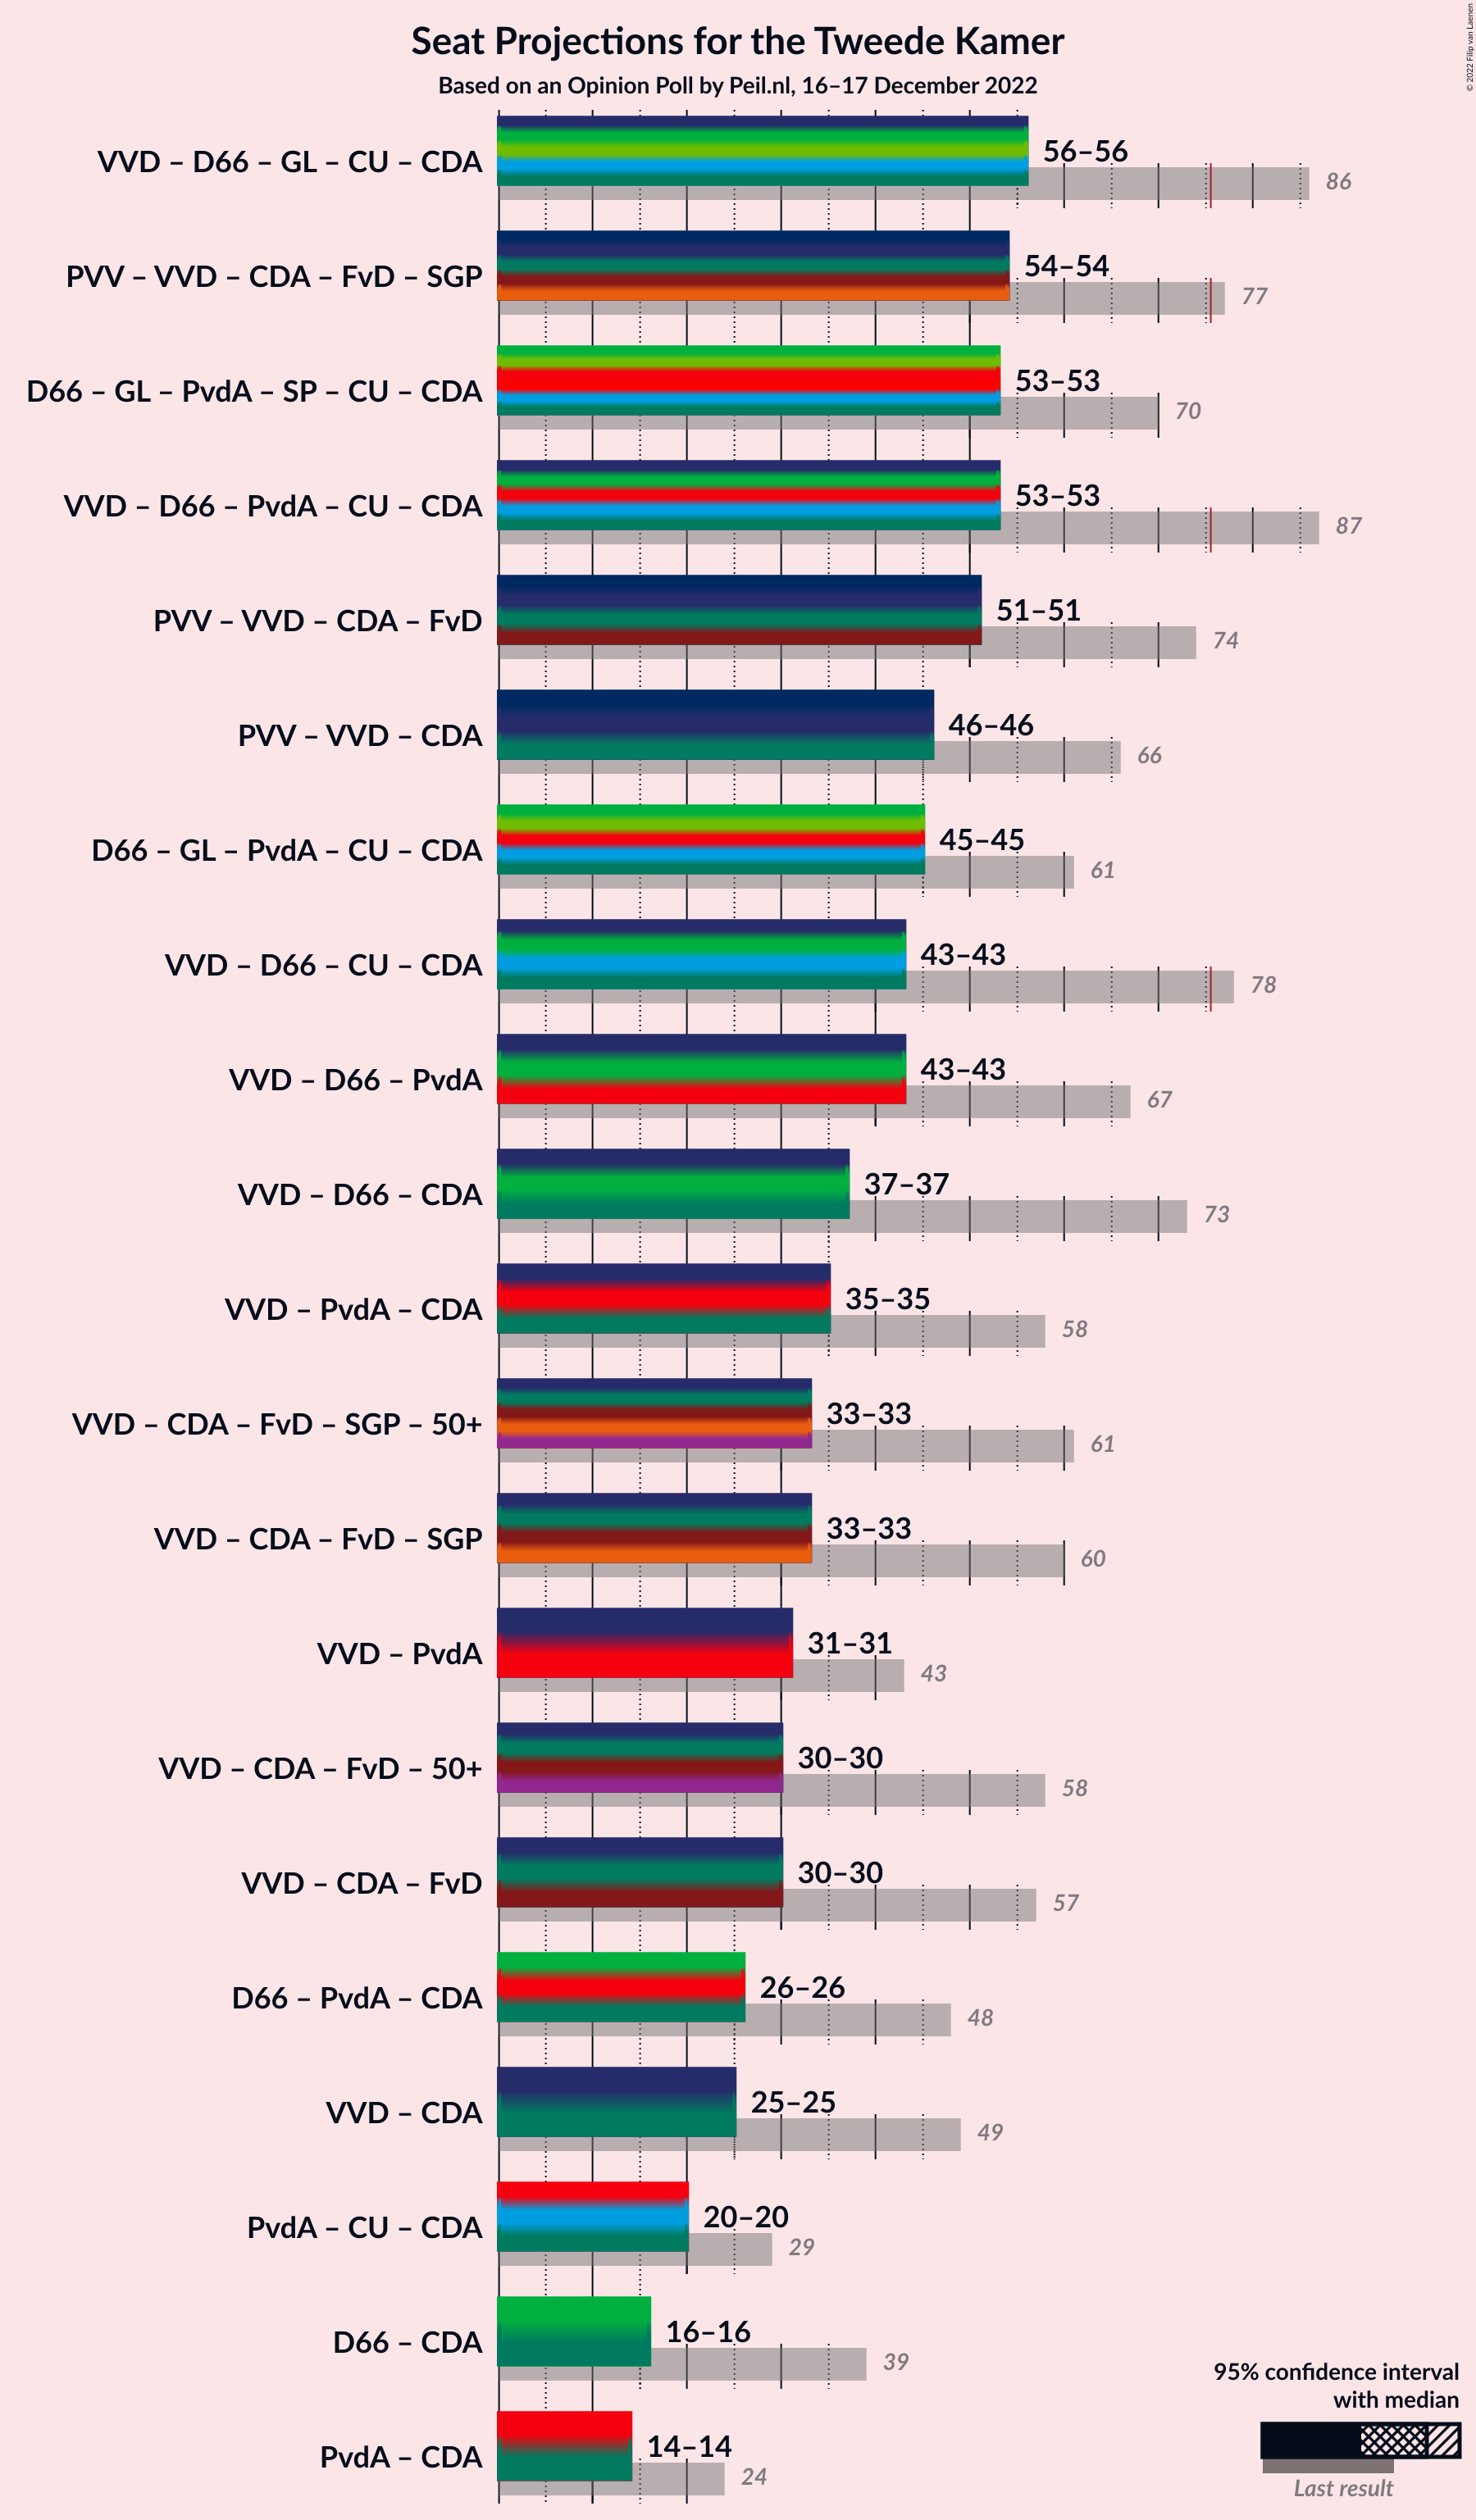 Seat Projections for the Tweede Kamer
Based on an Opinion Poll by Peil.nl, 16–17 December 2022
© 2022 Filip van Laenen
VVD – D66 – GL – CU – CDA
56–56
86
PVV – VVD – CDA – FvD – SGP
54–54
77
D66 – GL – PvdA – SP – CU – CDA
53–53
70
VVD – D66 – PvdA – CU – CDA
53–53
87
PVV – VVD – CDA – FvD
51–51
74
PVV – VVD – CDA
46–46
66
D66 – GL – PvdA – CU – CDA
45–45
61
VVD – D66 – CU – CDA
43–43
78
VVD – D66 – PvdA
43–43
67
VVD – D66 – CDA
37–37
73
VVD – PvdA – CDA
35–35
58
VVD – CDA – FvD – SGP – 50+
33–33
61
VVD – CDA – FvD – SGP
33–33
60
VVD – PvdA
31–31
43
VVD – CDA – FvD – 50+
30–30
58
VVD – CDA – FvD
30–30
57
D66 – PvdA – CDA
26–26
48
VVD – CDA
25–25
49
PvdA – CU – CDA
20–20
29
D66 – CDA
16–16
39
PvdA – CDA
14–14
24
95% confidence interval
with median
Last result